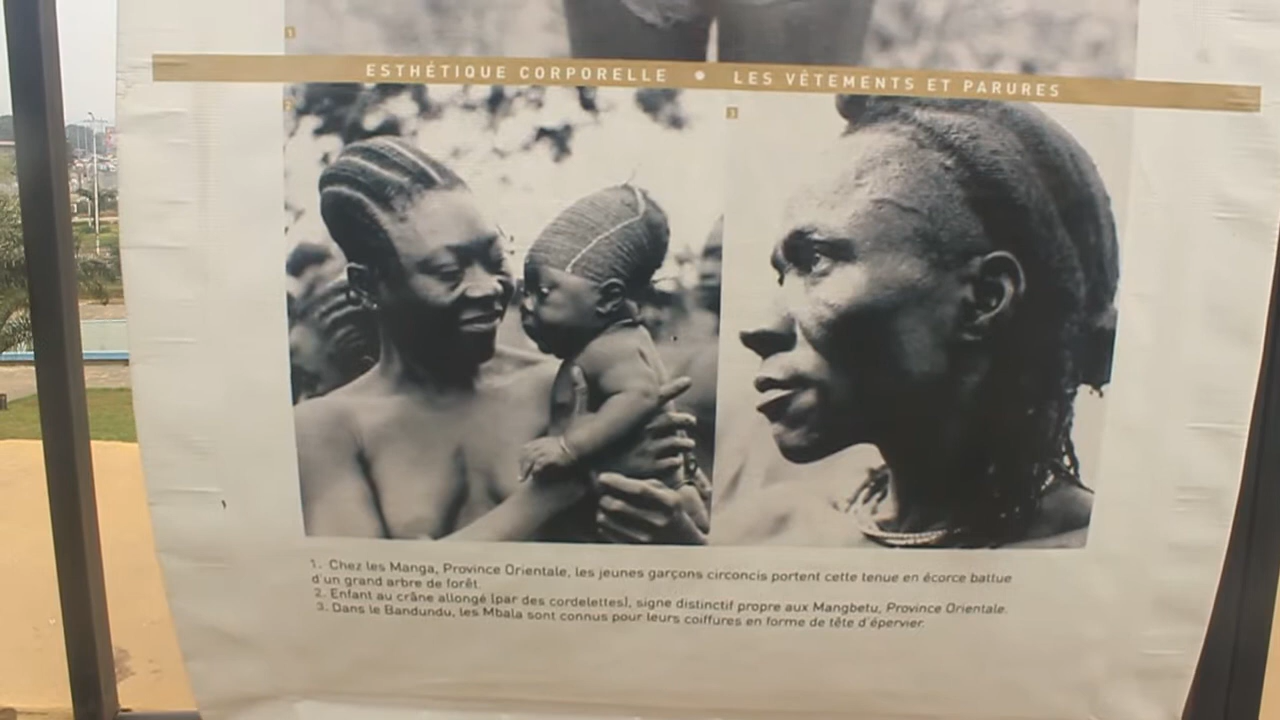 1
ESTHÉTIQUE CORPORELLE ● LES VÊTEMENTS ET PARURES
2
3
1. Chez les Manga, Province Orientale, les jeunes garçons circoncis portent cette tenue en écorce battue
d'un grand arbre de forêt.
2. Enfant au crâne allongé (par des cordelettes), signe distinctif propre aux Mangbetu, Province Orientale.
3. Dans le Bandundu, les Mbala sont connus pour leurs coiffures en forme de tête d'épervier.